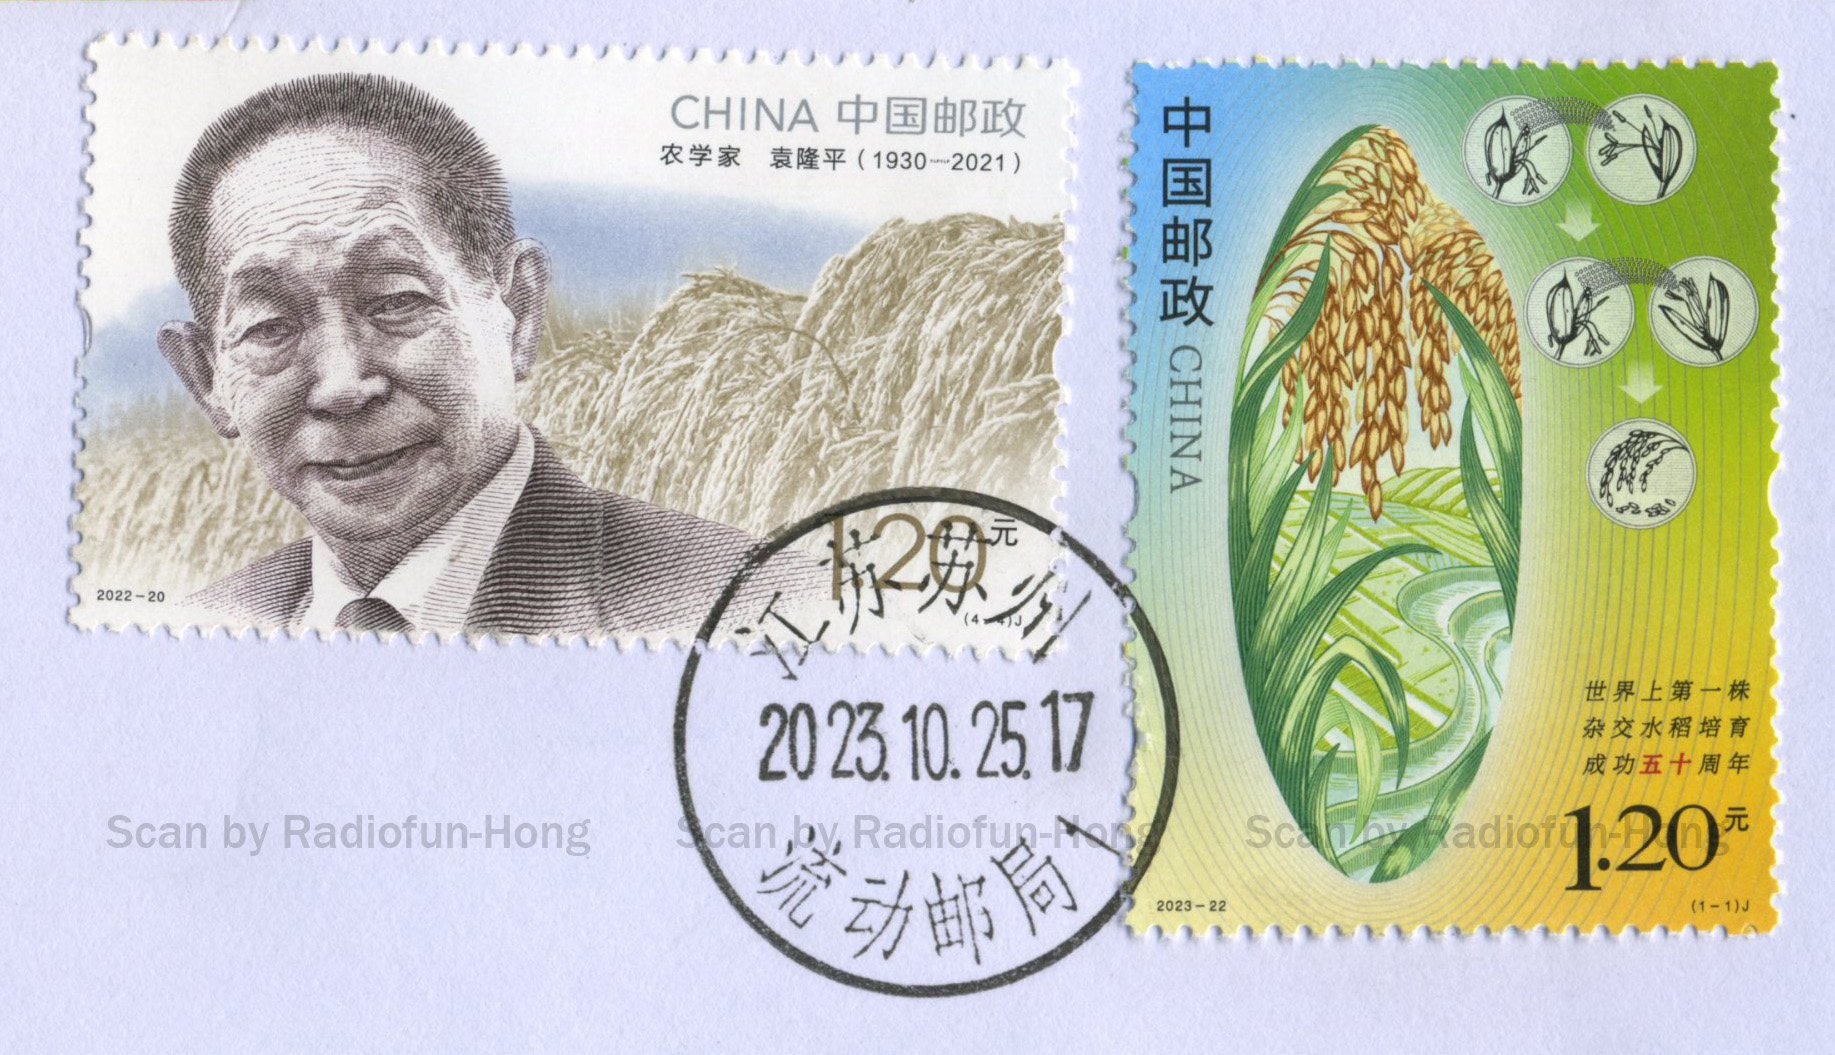 CHINA 中国邮政
农学家 袁隆平（1930-2021）
1.20元
2022-20
(4-4)J
江苏苏州
2023.10.25.17
流动邮局1
中国邮政 CHINA
世界上第一株
杂交水稻培育
成功五十周年
1.20元
2023-22
(1-1)J
Scan by Radiofun-Hong
Scan by Radiofun-Hong
Scan by Radiofun-Hong